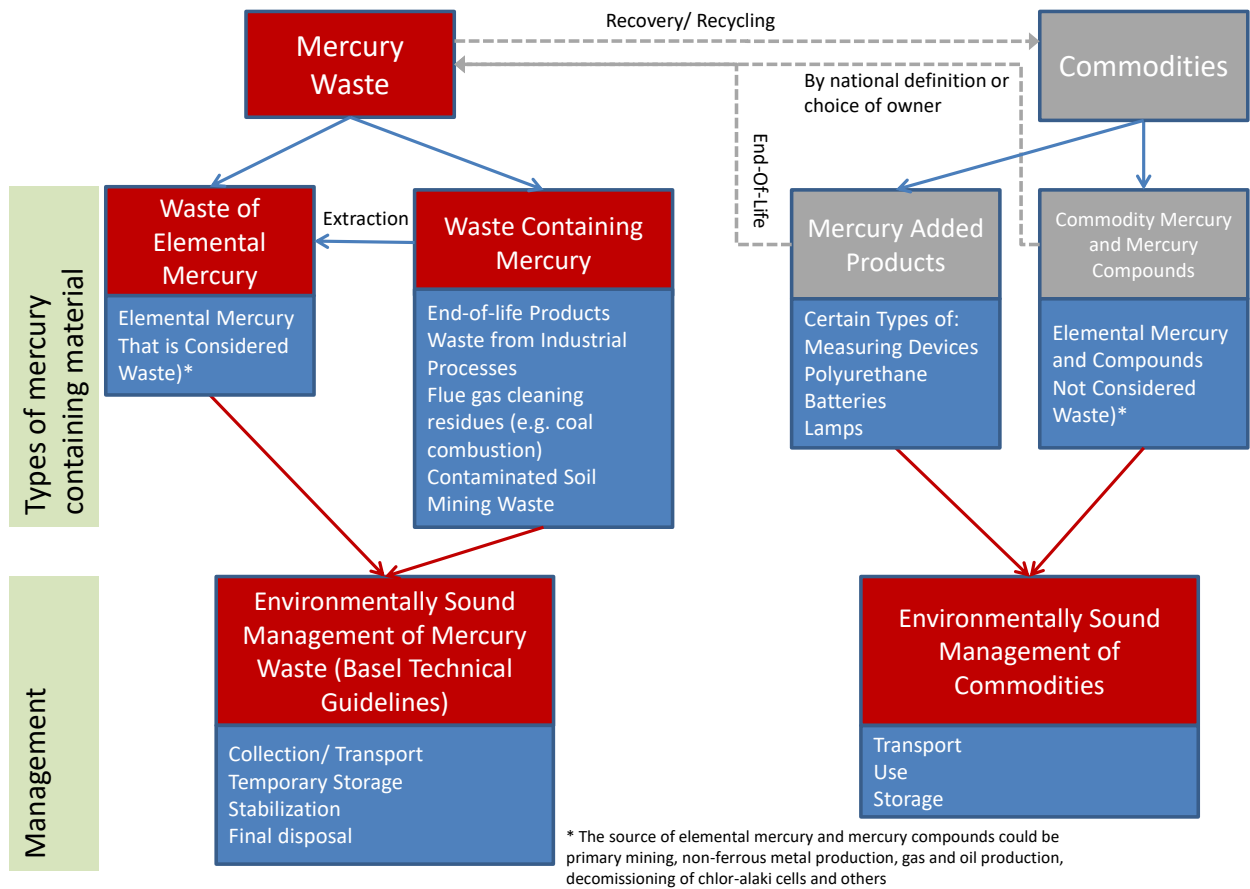 Mercury
Waste
Recovery/ Recycling
By national definition or
choice of owner
Commodities
End-Of-Life
Types of mercury
containing material
Waste of
Elemental
Mercury
Elemental Mercury
That is Considered
Waste)*
Extraction
Waste Containing
Mercury
End-of-life Products
Waste from Industrial
Processes
Flue gas cleaning
residues (e.g. coal
combustion)
Contaminated Soil
Mining Waste
Mercury Added
Products
Certain Types of:
Measuring Devices
Polyurethane
Batteries
Lamps
Commodity Mercury
and Mercury
Compounds
Elemental Mercury
and Compounds
Not Considered
Waste)*
Management
Environmentally Sound
Management of Mercury
Waste (Basel Technical
Guidelines)
Collection/ Transport
Temporary Storage
Stabilization
Final disposal
Environmentally Sound
Management of
Commodities
Transport
Use
Storage
* The source of elemental mercury and mercury compounds could be
primary mining, non-ferrous metal production, gas and oil production,
decomissioning of chlor-alaki cells and others